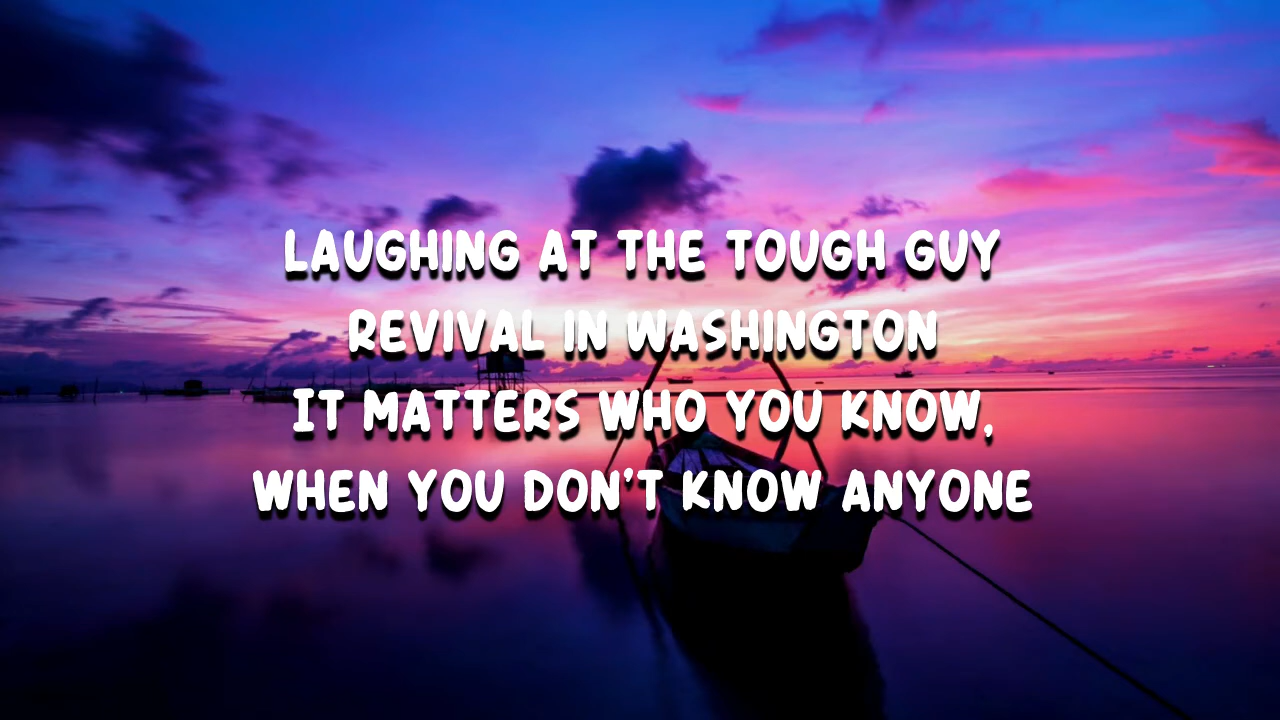 LAUGHING AT THE TOUGH GUY
REVIVAL IN WASHINGTON
IT MATTERS WHO YOU KNOW,
WHEN YOU DON'T KNOW ANYONE